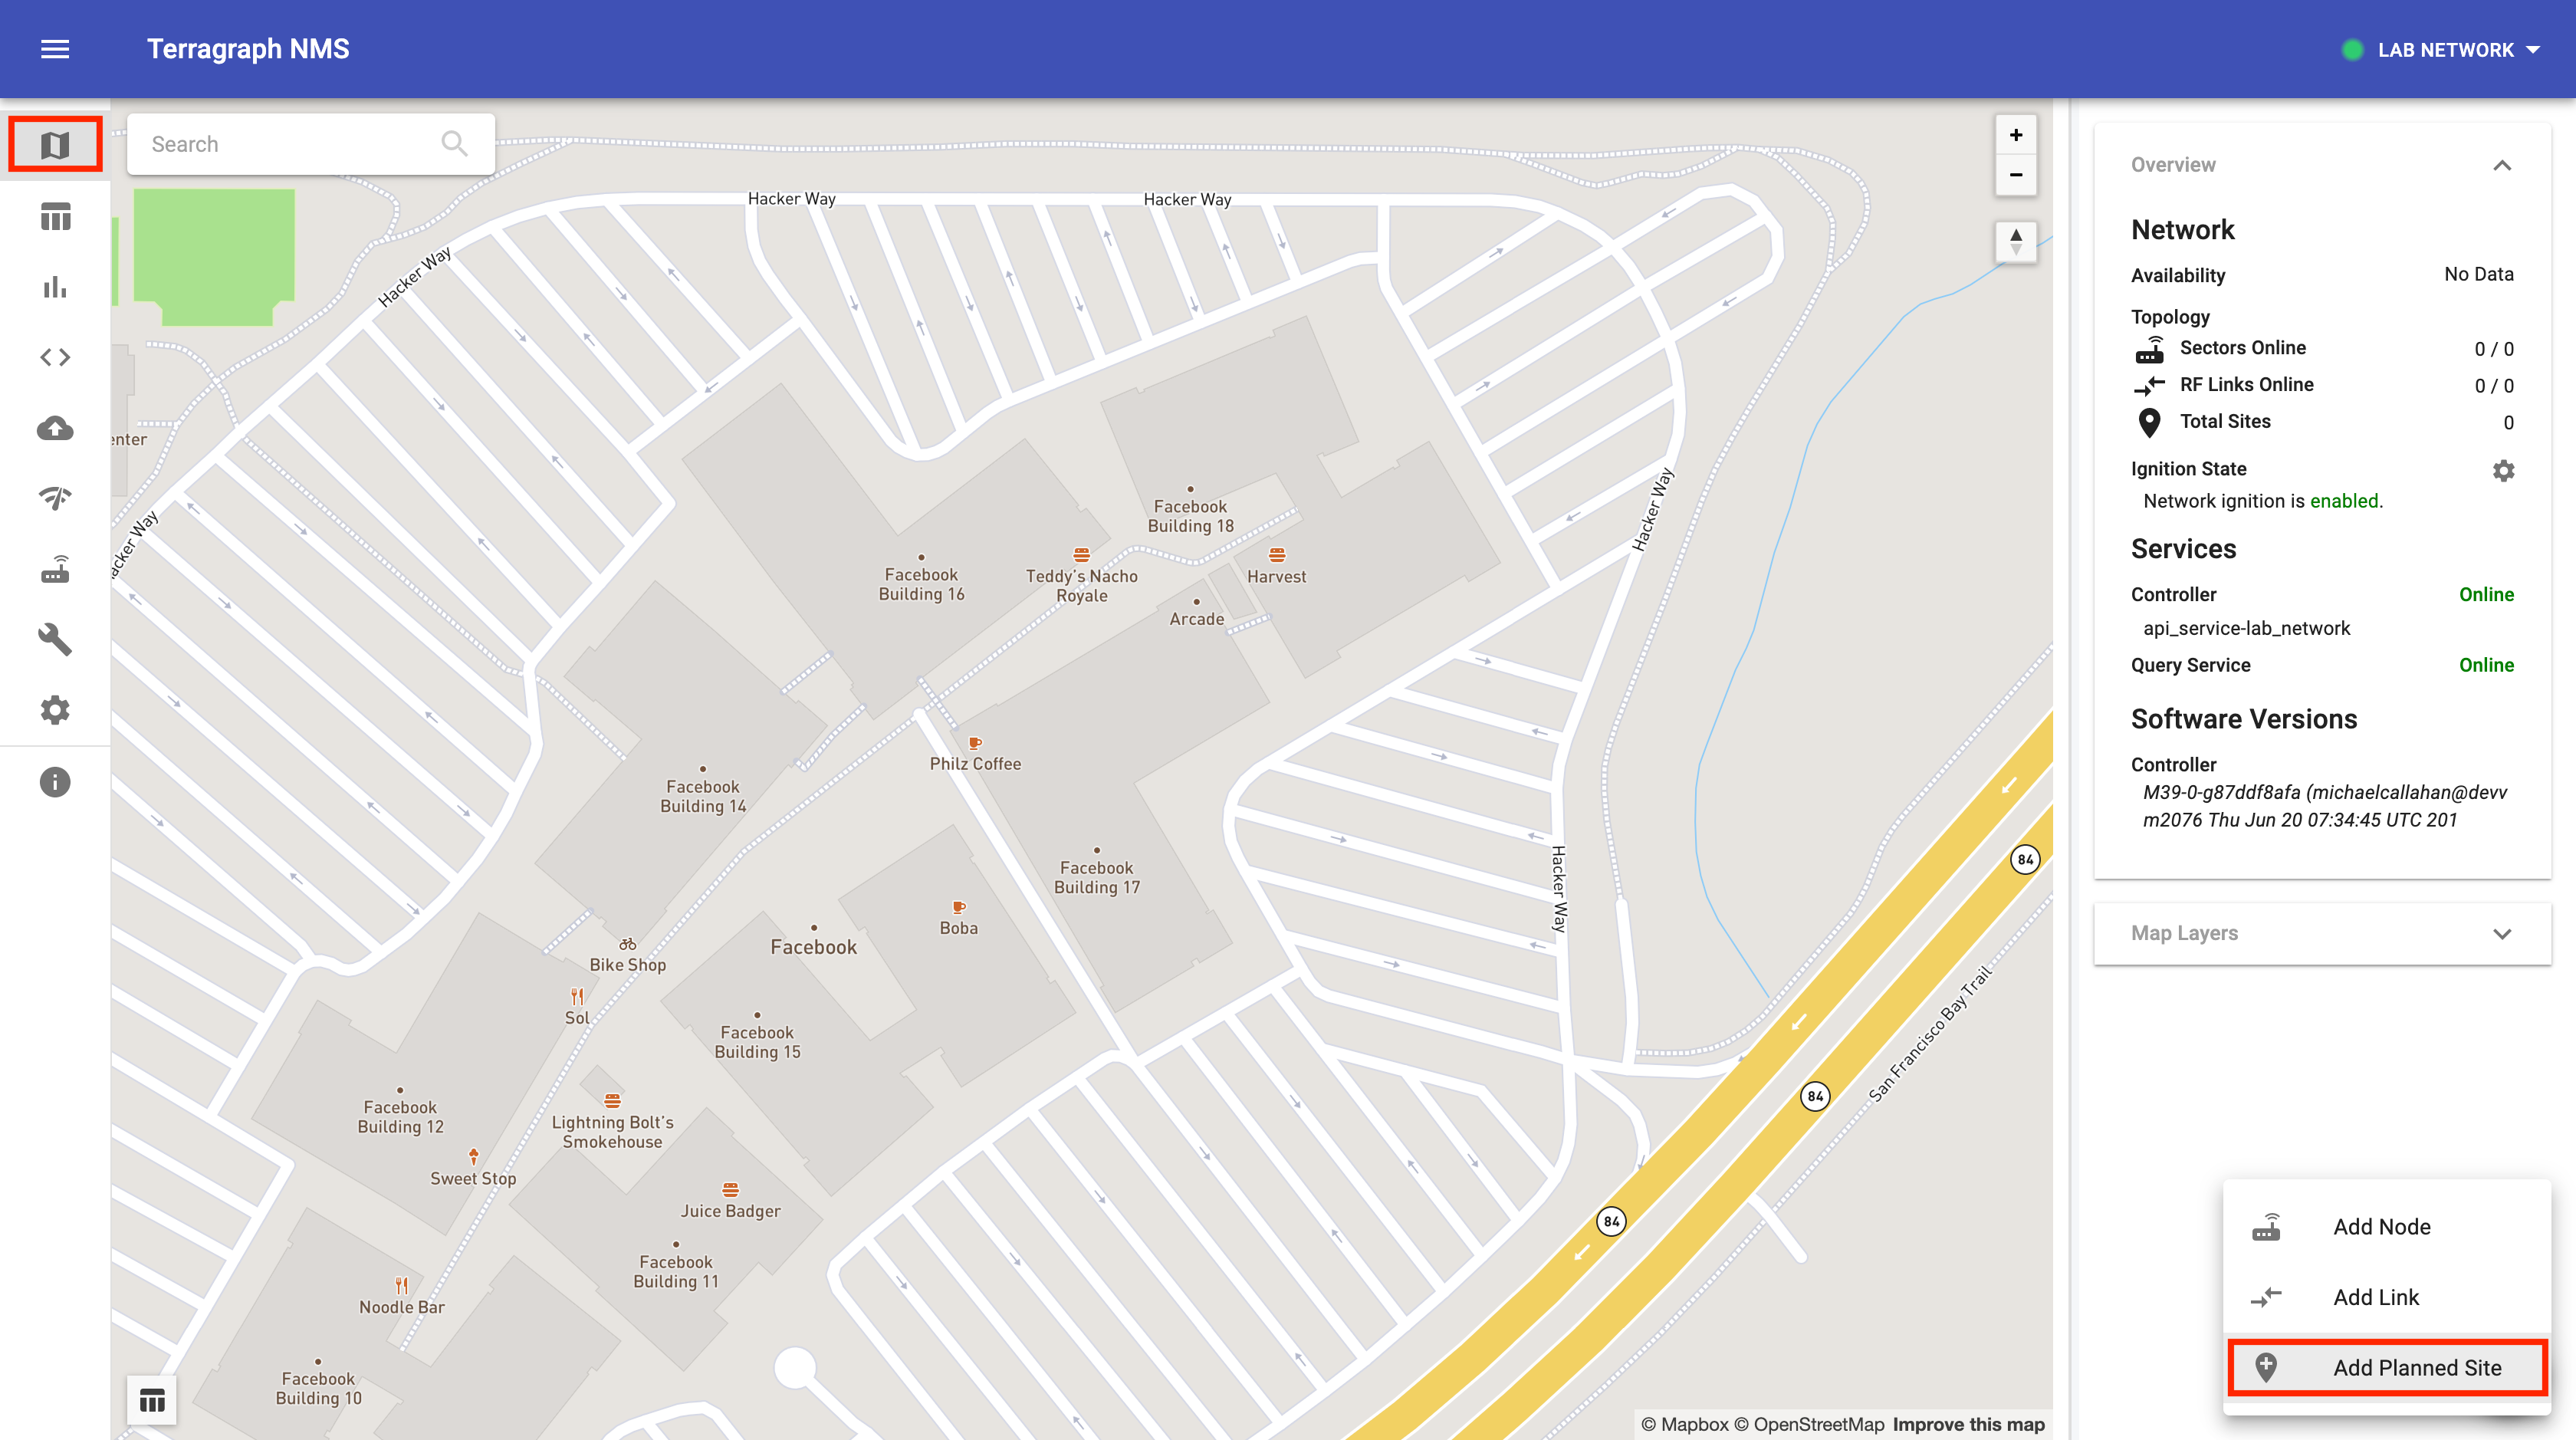 Terragraph NMS
LAB NETWORK
Search
+
−
Hacker Way
Hacker Way
Hacker Way
Hacker Way
Hacker Way
enter
acker Way
Facebook
Building 18
Facebook
Building 16
Teddy's Nacho
Royale
Harvest
Arcade
Philz Coffee
Facebook
Building 14
Facebook
Building 17
Boba
Facebook
Bike Shop
Sol
Facebook
Building 15
Facebook
Building 12
Lightning Bolt's
Smokehouse
Sweet Stop
Juice Badger
Facebook
Building 11
Noodle Bar
Facebook
Building 10
84
84
84
San Francisco Bay Trail
© Mapbox © OpenStreetMap Improve this map
Overview
Network
Availability No Data
Topology
Sectors Online 0 / 0
RF Links Online 0 / 0
Total Sites 0
Ignition State
Network ignition is enabled.
Services
Controller Online
api_service-lab_network
Query Service Online
Software Versions
Controller
M39-0-g87ddf8afa (michaelcallahan@devv
m2076 Thu Jun 20 07:34:45 UTC 201
Map Layers
Add Node
Add Link
Add Planned Site